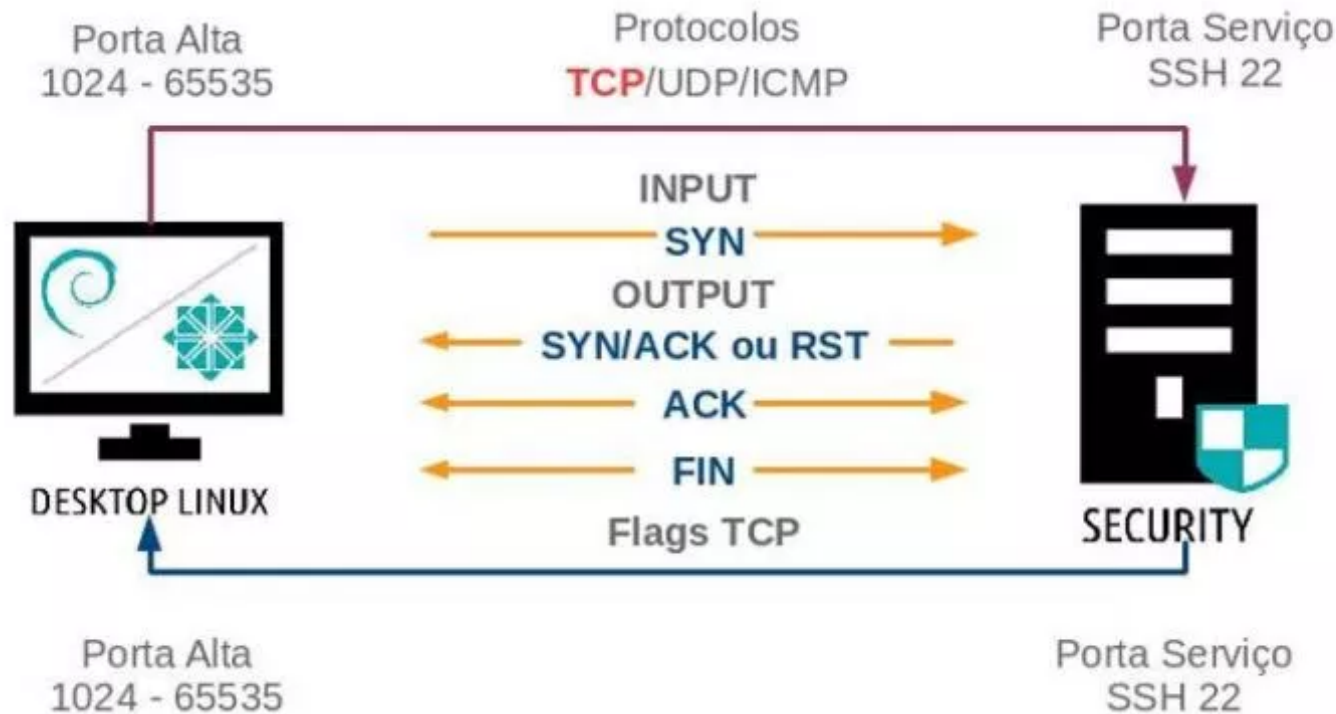 Porta Alta
1024 - 65535
Protocolos
TCP/UDP/ICMP
Porta Serviço
SSH 22
INPUT
SYN
OUTPUT
SYN/ACK ou RST
ACK
FIN
Flags TCP
DESKTOP LINUX
SECURITY
Porta Alta
1024 - 65535
Porta Serviço
SSH 22